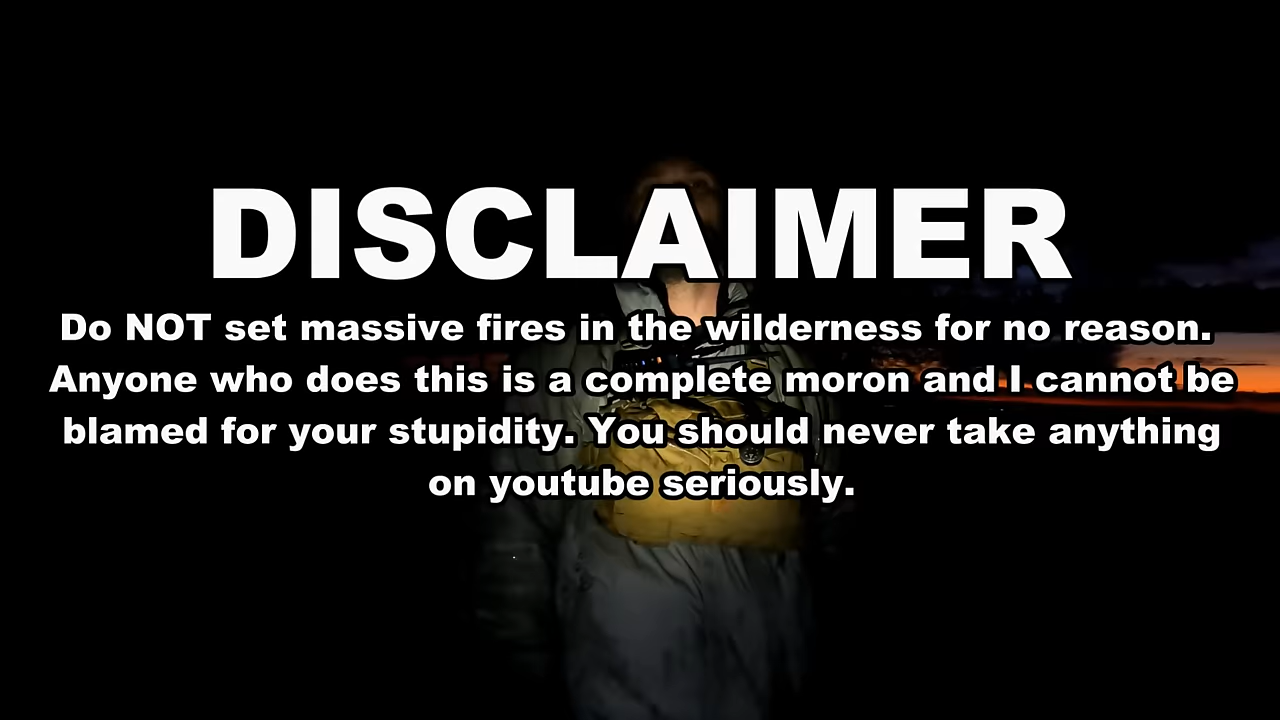 DISCLAIMER
Do NOT set massive fires in the wilderness for no reason.
Anyone who does this is a complete moron and I cannot be
blamed for your stupidity. You should never take anything
on youtube seriously.